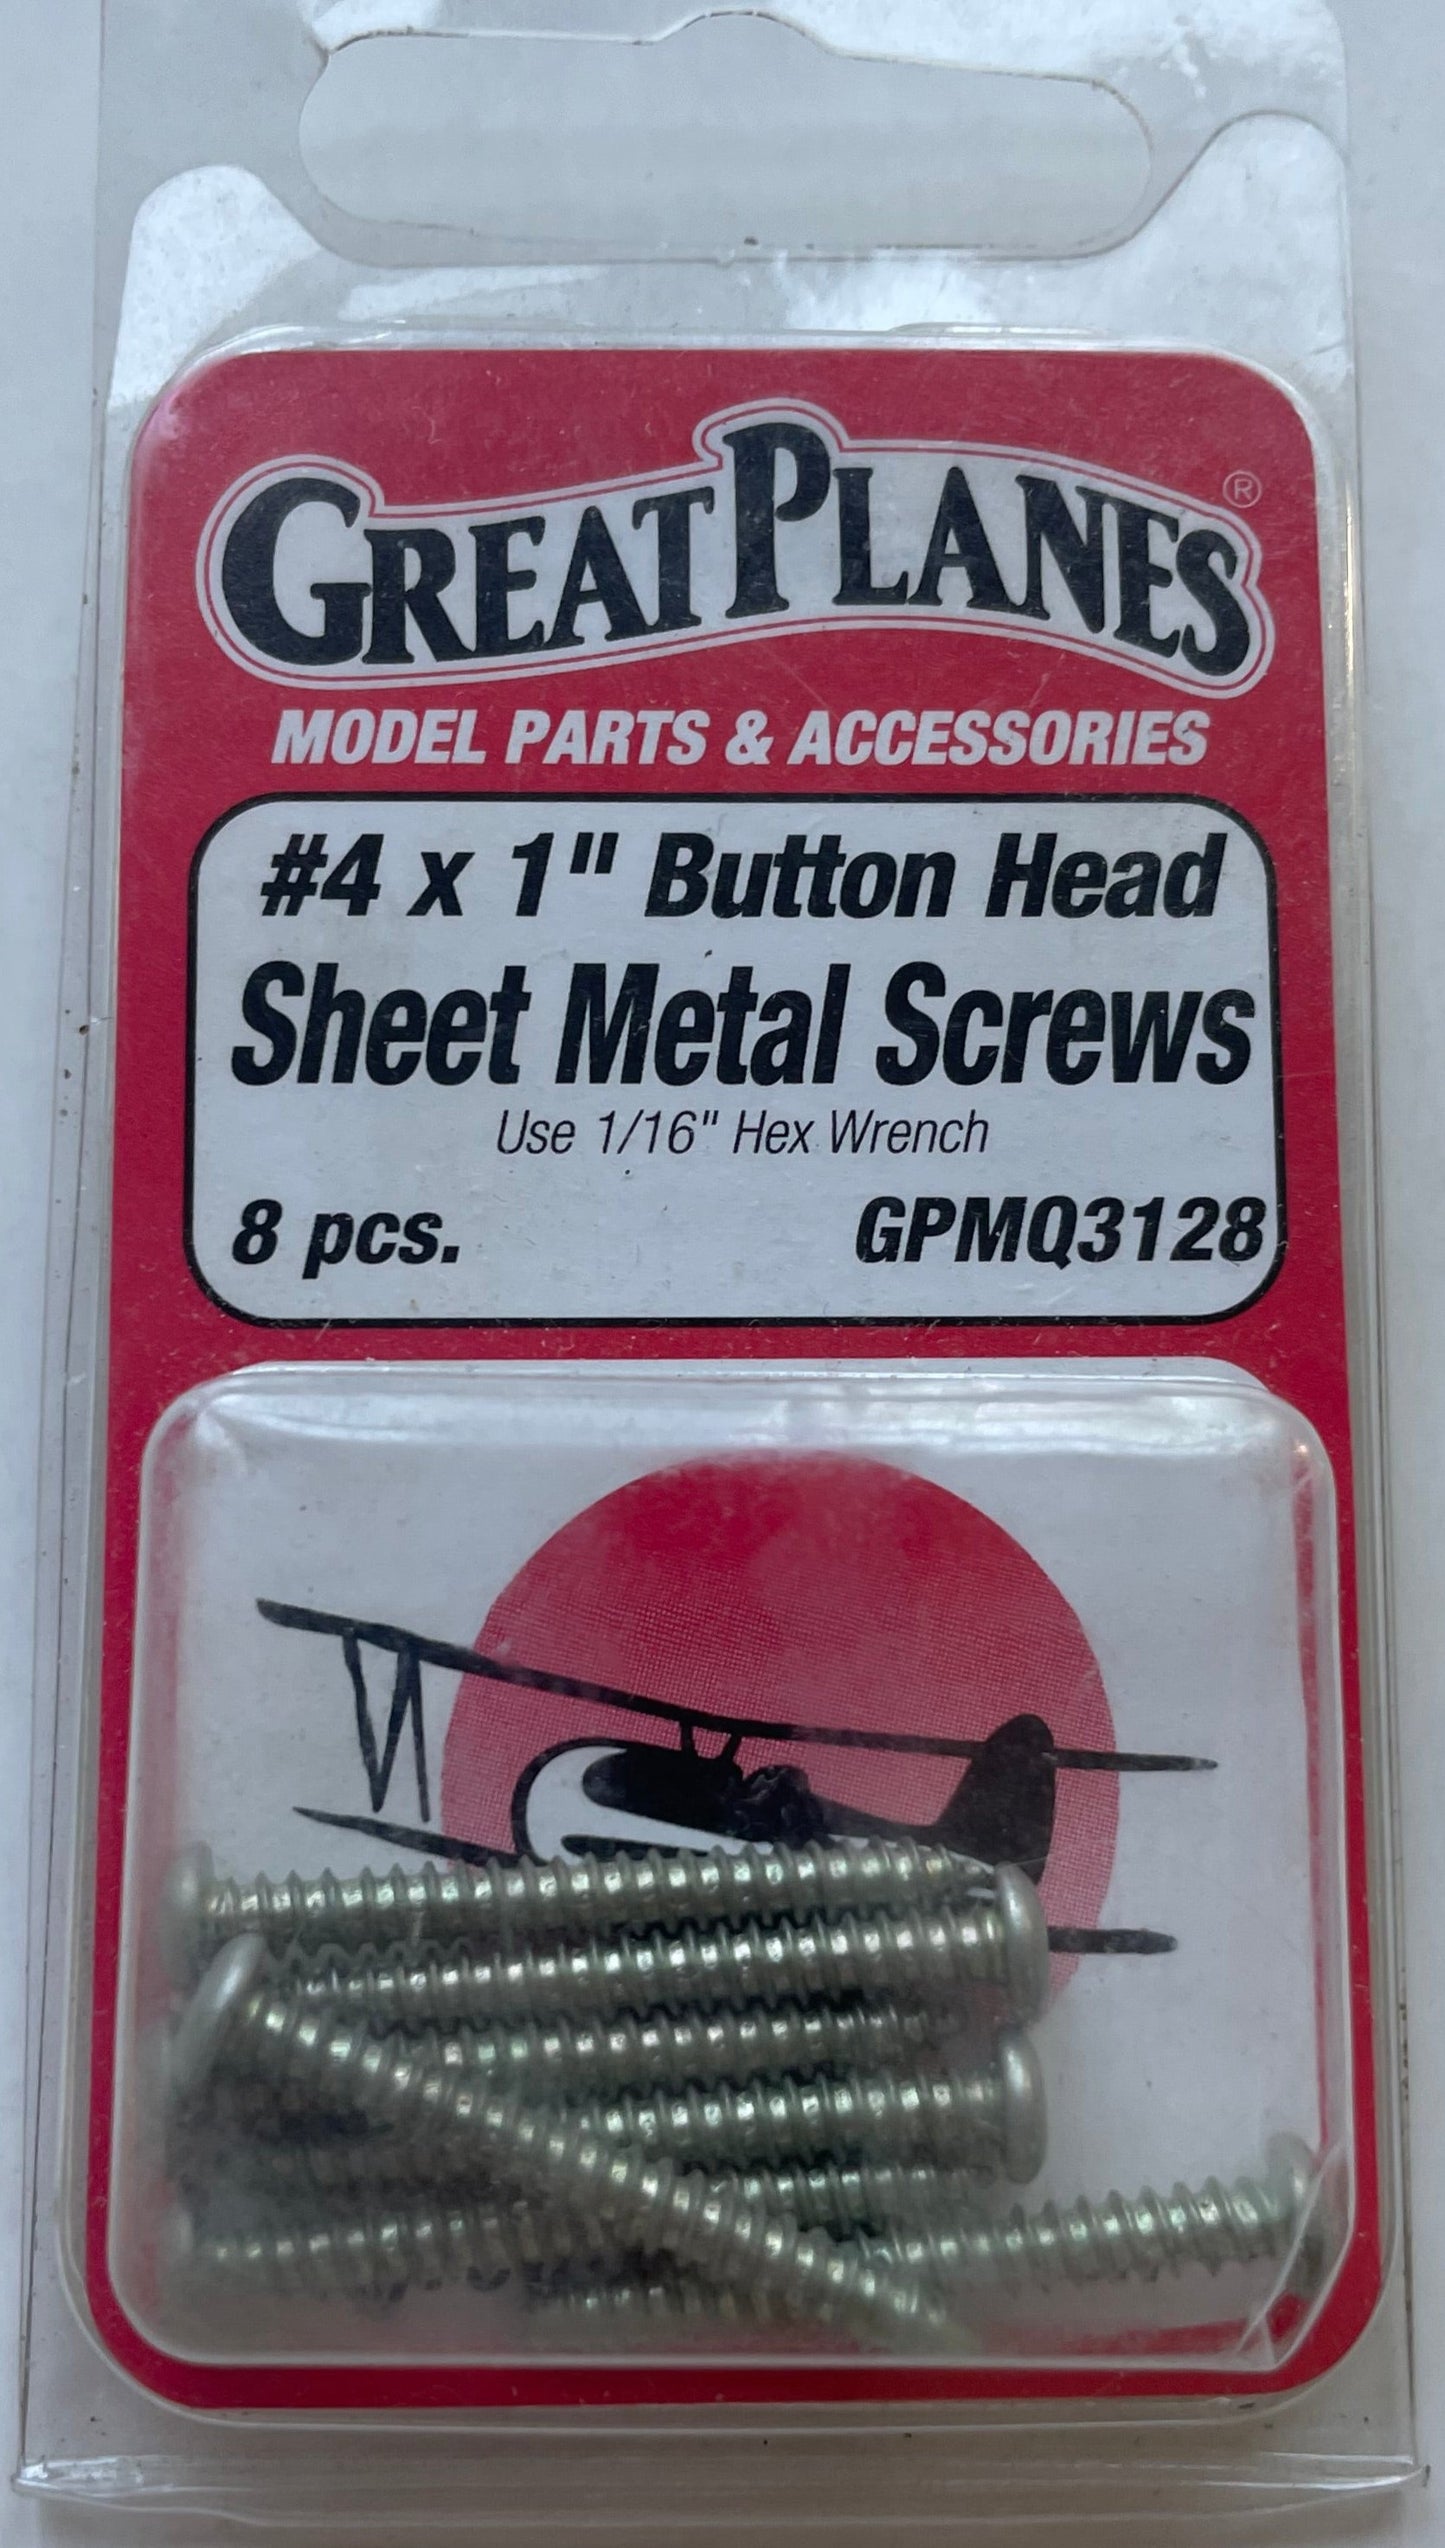 GREAT PLANES ®
MODEL PARTS & ACCESSORIES
#4 x 1" Button Head
Sheet Metal Screws
Use 1/16" Hex Wrench
8 pcs. GPMQ3128